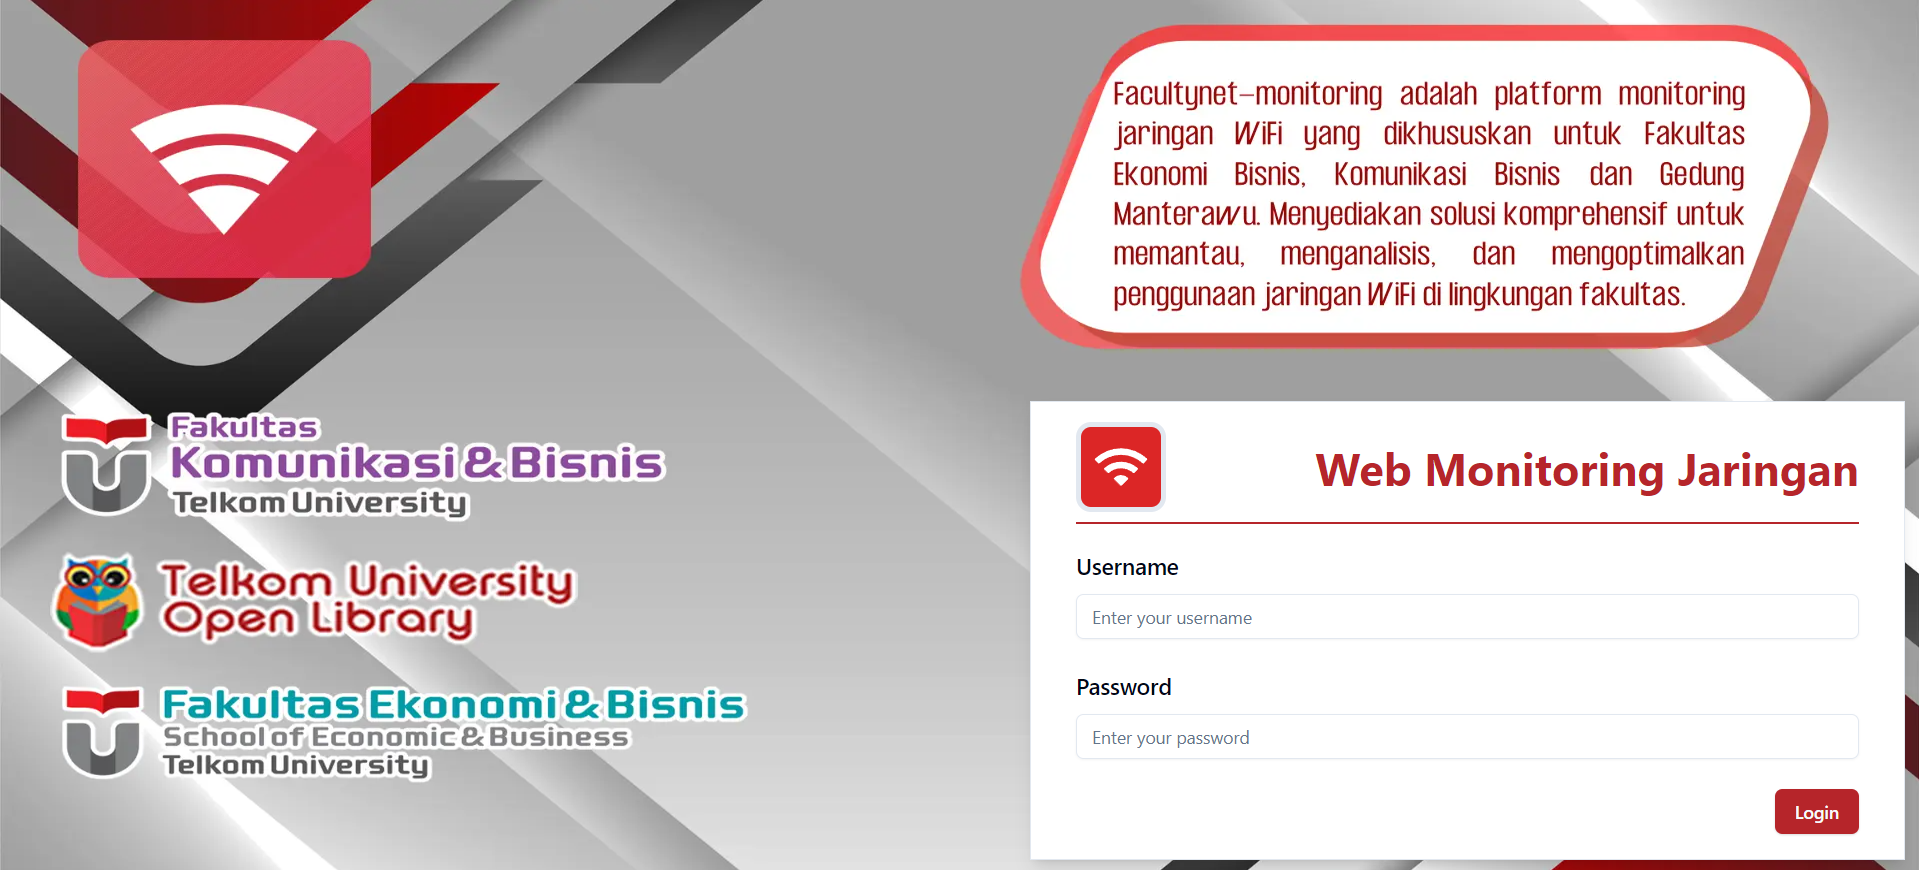 Facultynet-monitoring adalah platform monitoring
jaringan WiFi yang dikhususkan untuk Fakultas
Ekonomi Bisnis, Komunikasi Bisnis dan Gedung
Manterawu. Menyediakan solusi komprehensif untuk
memantau, menganalisis, dan mengoptimalkan
penggunaan jaringan WiFi di lingkungan fakultas.
Fakultas
Komunikasi & Bisnis
Telkom University
Telkom University
Open Library
Fakultas Ekonomi & Bisnis
School of Economic & Business
Telkom University
Web Monitoring Jaringan
Username
Enter your username
Password
Enter your password
Login